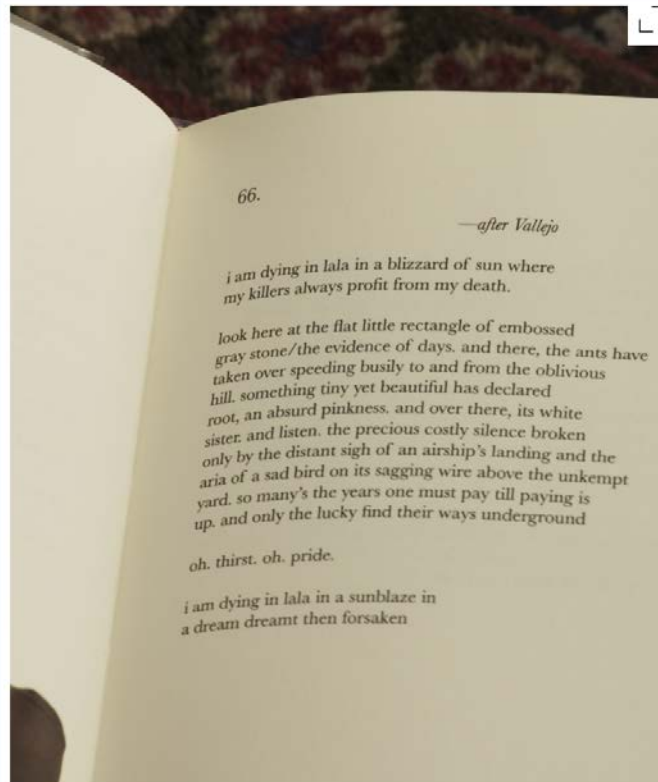 66.
—after Vallejo
i am dying in lala in a blizzard of sun where
my killers always profit from my death.
look here at the flat little rectangle of embossed
gray stone/the evidence of days. and there, the ants have
taken over speeding busily to and from the oblivious
hill. something tiny yet beautiful has declared
root, an absurd pinkness. and over there, its white
sister. and listen. the precious costly silence broken
only by the distant sigh of an airship's landing and the
aria of a sad bird on its sagging wire above the unkempt
yard. so many's the years one must pay till paying is
up. and only the lucky find their ways underground
oh. thirst. oh. pride.
i am dying in lala in a sunblaze in
a dream dreamt then forsaken